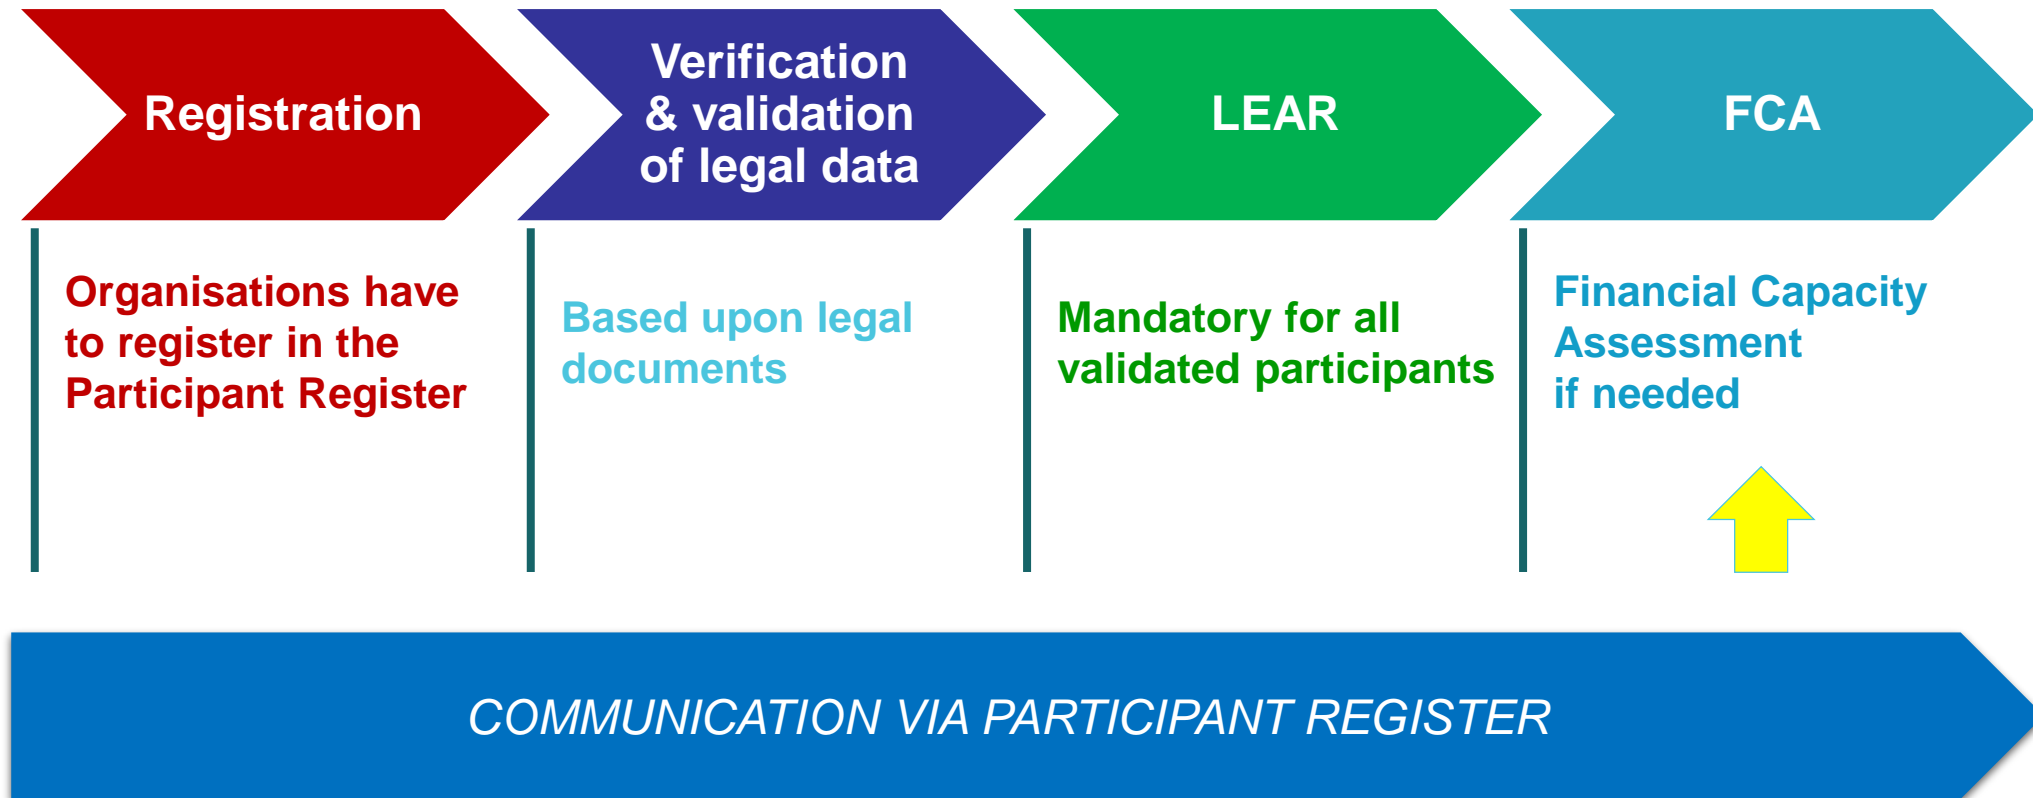 Registration
Verification
& validation
of legal data
LEAR
FCA
Organisations have
to register in the
Participant Register
Based upon legal
documents
Mandatory for all
validated participants
Financial Capacity
Assessment
if needed
COMMUNICATION VIA PARTICIPANT REGISTER